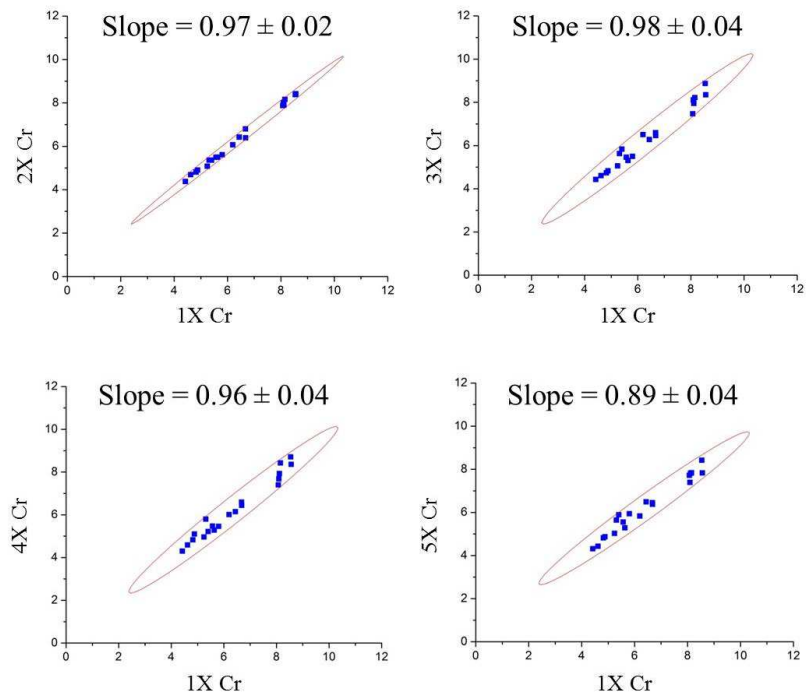 Slope = 0.97 ± 0.02
12
10
8
6
4
2
0
2X Cr
0 2 4 6 8 10 12
1X Cr
Slope = 0.98 ± 0.04
12
10
8
6
4
2
0
3X Cr
0 2 4 6 8 10 12
1X Cr
Slope = 0.96 ± 0.04
12
10
8
6
4
2
0
4X Cr
0 2 4 6 8 10 12
1X Cr
Slope = 0.89 ± 0.04
12
10
8
6
4
2
0
5X Cr
0 2 4 6 8 10 12
1X Cr